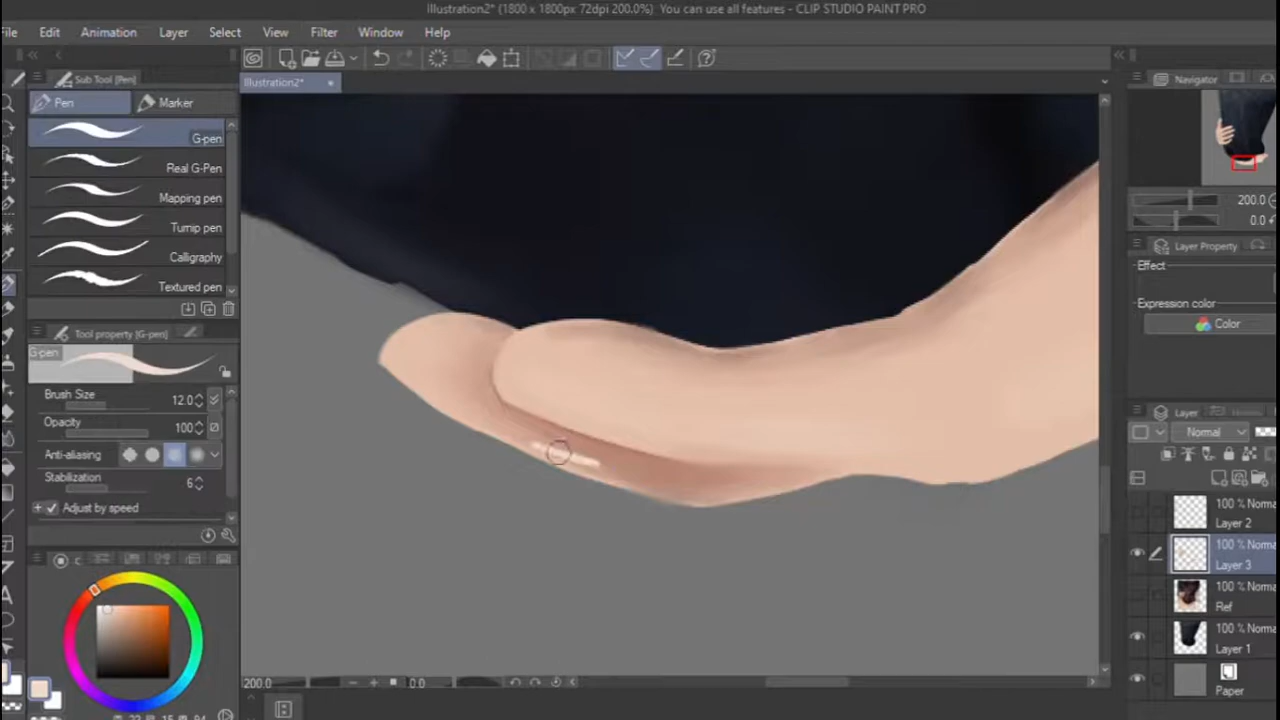 Illustration2* (1800 x 1800px 72dpi 200.0%) You can use all features - CLIP STUDIO PAINT PRO
File Edit Animation Layer Select View Filter Window Help
Illustration2*
Sub Tool [Pen]
Pen Marker
G-pen
Real G-Pen
Mapping pen
Turnip pen
Calligraphy
Textured pen
Tool property [G-pen]
G-pen
Brush Size 12.0
Opacity 100
Anti-aliasing
Stabilization 6
Adjust by speed
200.0 0.0
Navigator
200.0
0.0
Layer Property
Effect
Expression color
Color
Layer
Normal
100 % Norma
Layer 2
100 % Norma
Layer 3
100 % Norma
Ref
100 % Norma
Layer 1
Paper